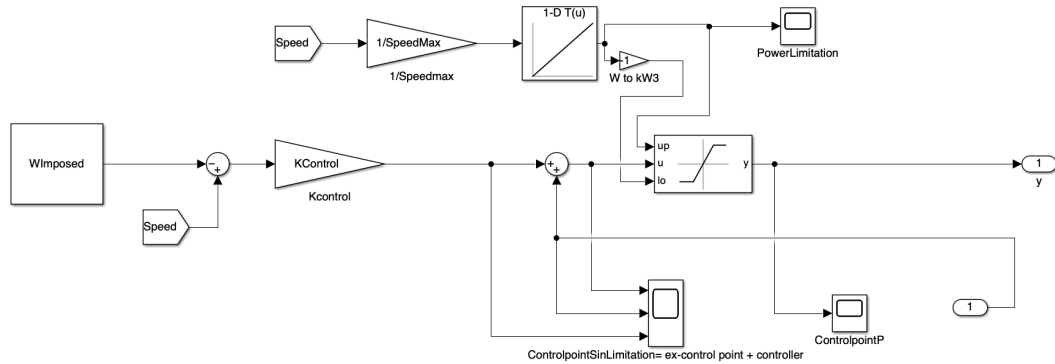 1-D T(u)
Speed
1/SpeedMax
1/Speedmax
-1
W to kW3
PowerLimitation
WImposed
−
+
KControl
Kcontrol
+
+
up
u
lo
y
1
y
Speed
1
ControlpointP
ControlpointSinLimitation= ex-control point + controller